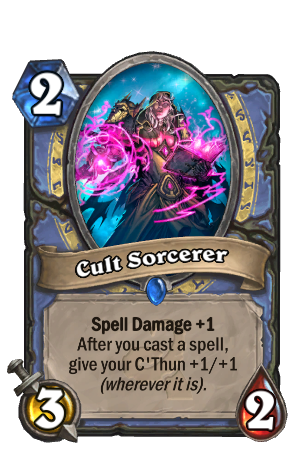 2
Cult Sorcerer
Spell Damage +1
After you cast a spell,
give your C'Thun +1/+1
(wherever it is).
3
2